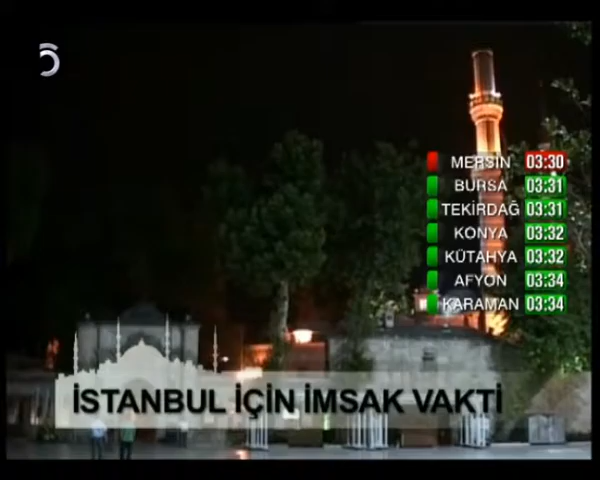 MERSİN 03:30
BURSA 03:31
TEKİRDAĞ 03:31
KONYA 03:32
KÜTAHYA 03:32
AFYON 03:34
KARAMAN 03:34
İSTANBUL İÇİN İMSAK VAKTİ